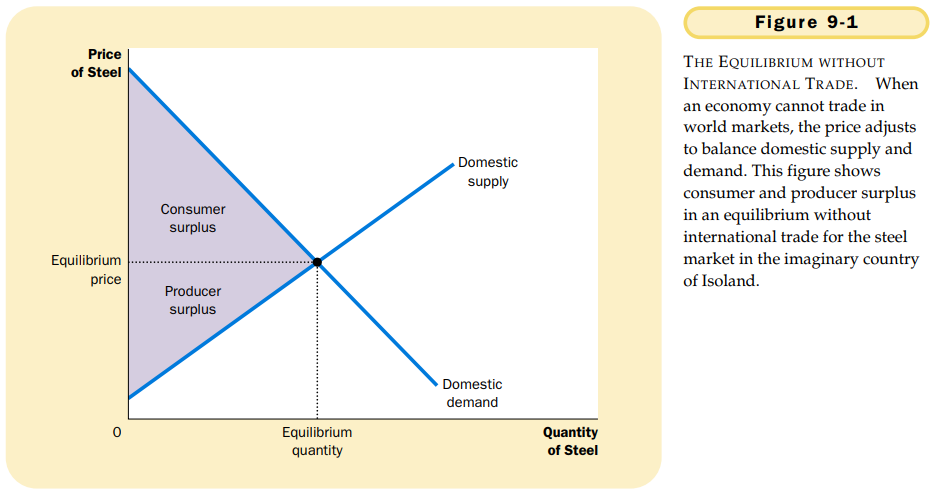 Price
of Steel
Domestic
supply
Consumer
surplus
Equilibrium
price
Producer
surplus
Domestic
demand
0
Equilibrium
quantity
Quantity
of Steel
Figure 9-1
THE EQUILIBRIUM WITHOUT
INTERNATIONAL TRADE. When
an economy cannot trade in
world markets, the price adjusts
to balance domestic supply and
demand. This figure shows
consumer and producer surplus
in an equilibrium without
international trade for the steel
market in the imaginary country
of Isoland.